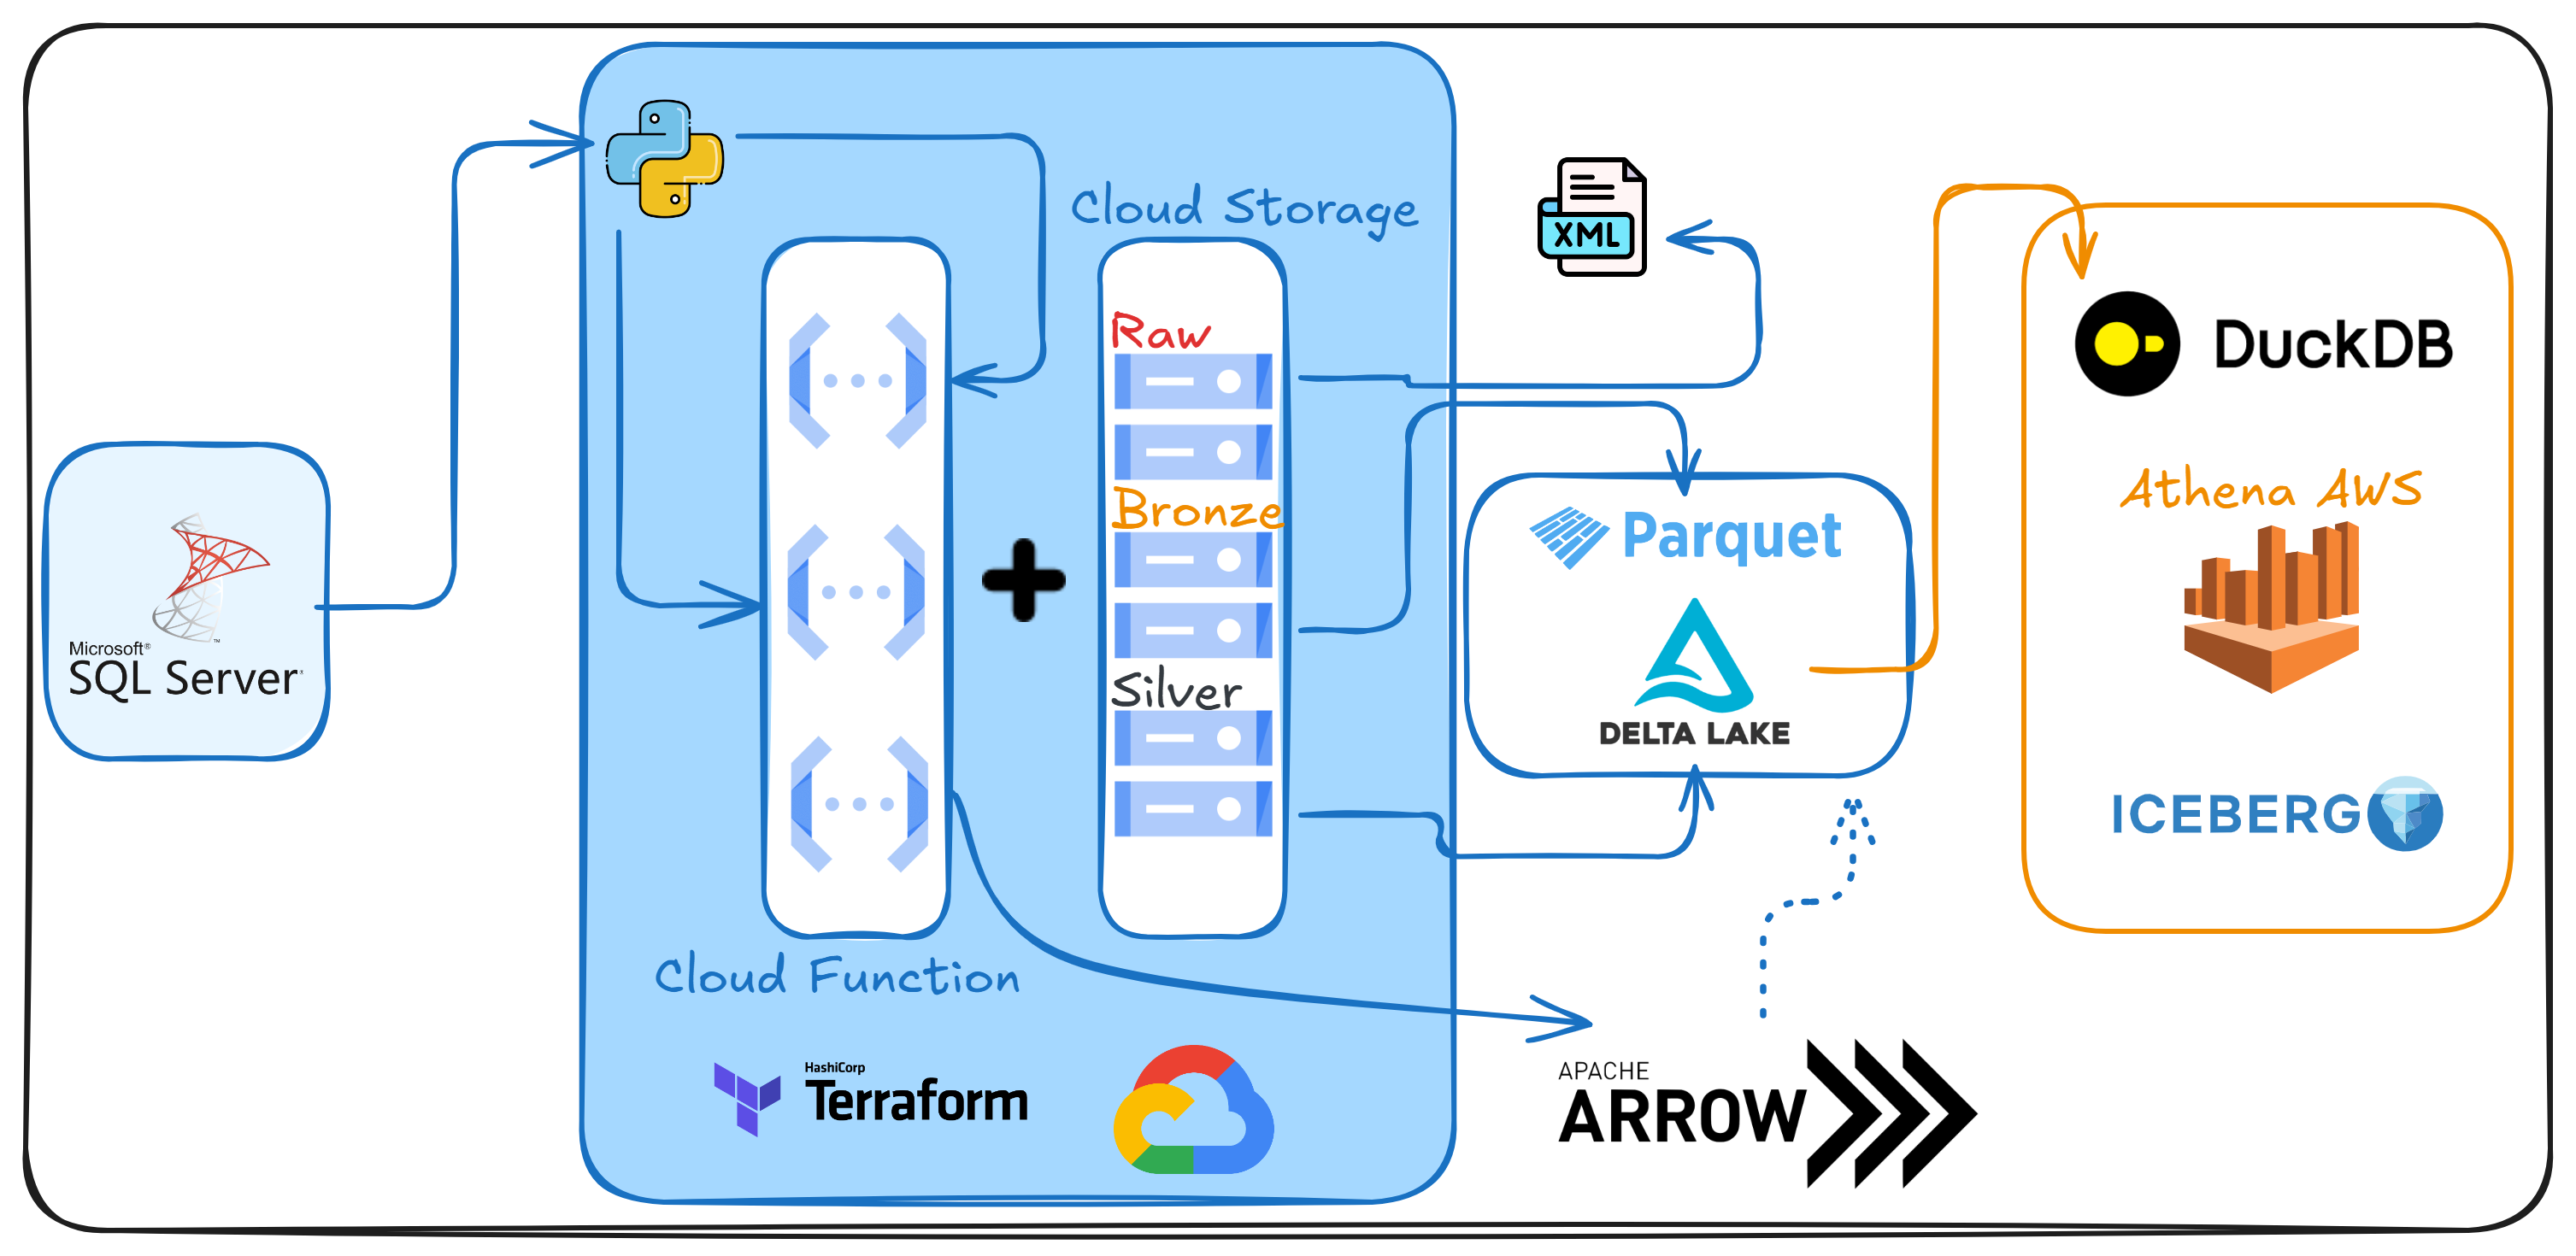 Microsoft®
SQL Server
Cloud Storage
Raw
Bronze
Silver
Cloud Function
HashiCorp
Terraform
XML
Parquet
DELTA LAKE
APACHE
ARROW
DuckDB
Athena AWS
ICEBERG